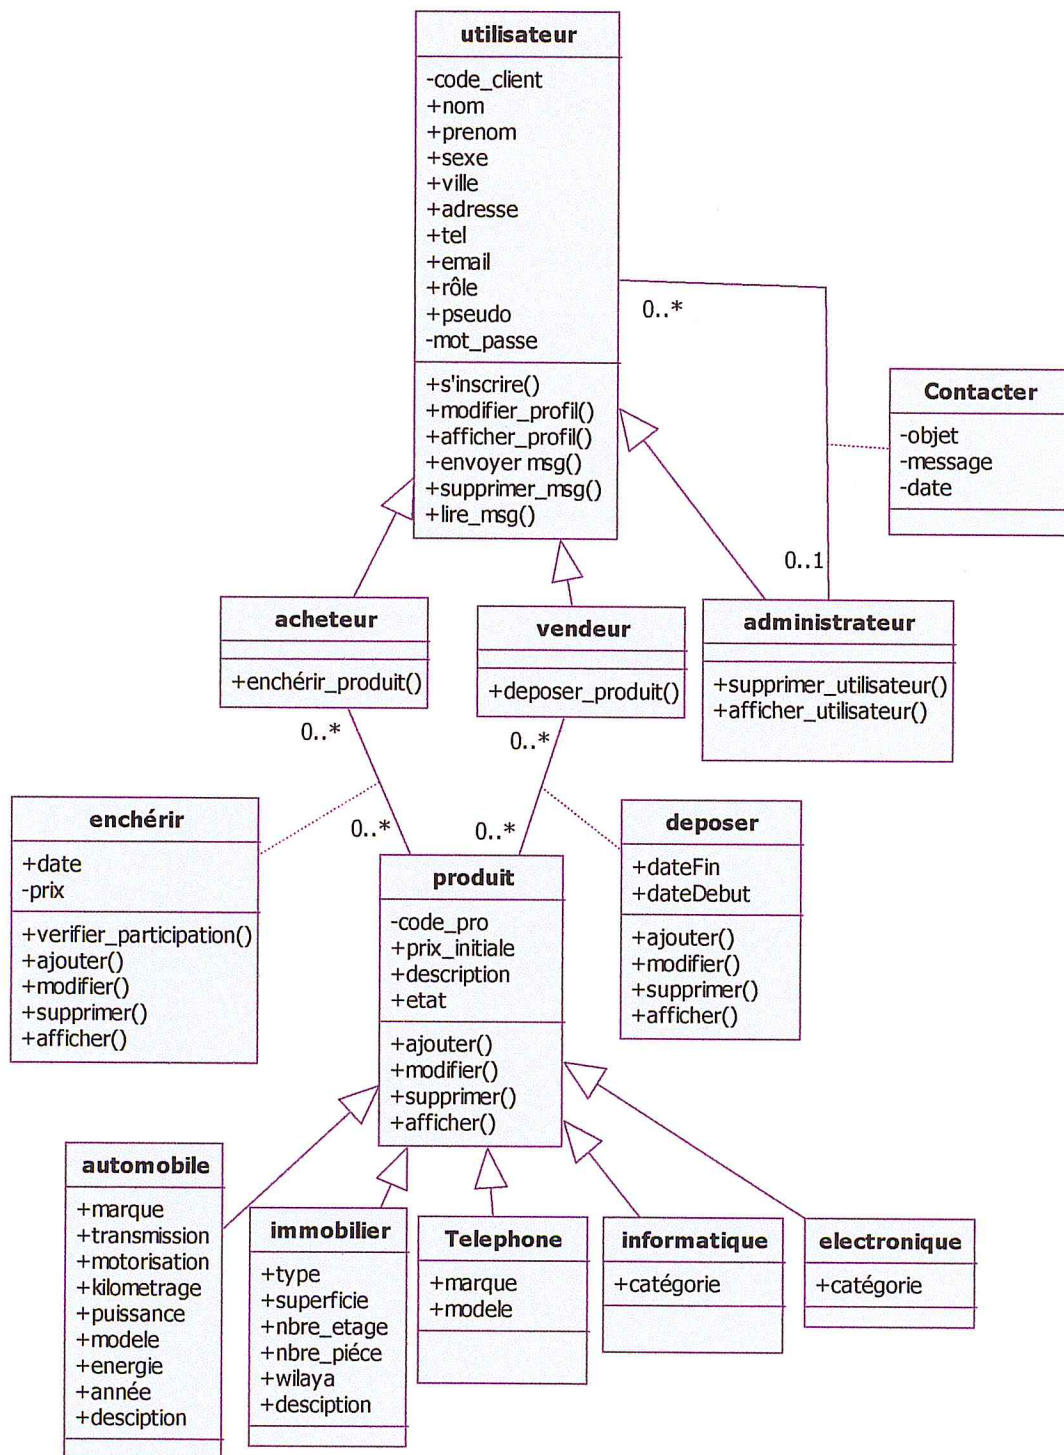 utilisateur
-code_client
+nom
+prenom
+sexe
+ville
+adresse
+tel
+email
+rôle
+pseudo
-mot_passe
+s'inscrire()
+modifier_profil()
+afficher_profil()
+envoyer msg()
+supprimer_msg()
+lire_msg()
0..*
Contacter
-objet
-message
-date
0..1
acheteur
+enchérir_produit()
vendeur
+deposer_produit()
administrateur
+supprimer_utilisateur()
+afficher_utilisateur()
0..*
0..*
enchérir
+date
-prix
+verifier_participation()
+ajouter()
+modifier()
+supprimer()
+afficher()
0..*
0..*
deposer
+dateFin
+dateDebut
+ajouter()
+modifier()
+supprimer()
+afficher()
produit
-code_pro
+prix_initiale
+description
+etat
+ajouter()
+modifier()
+supprimer()
+afficher()
automobile
+marque
+transmission
+motorisation
+kilometrage
+puissance
+modele
+energie
+année
+desciption
immobilier
+type
+superficie
+nbre_etage
+nbre_piéce
+wilaya
+desciption
Telephone
+marque
+modele
informatique
+catégorie
electronique
+catégorie